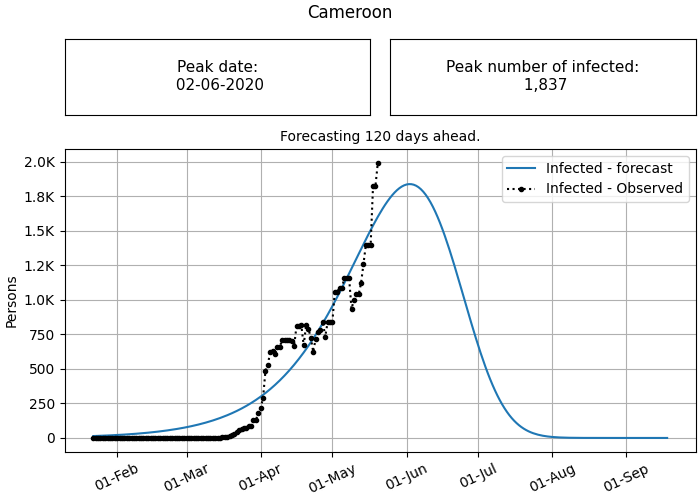 Cameroon
Peak date:
02-06-2020
Peak number of infected:
1,837
Forecasting 120 days ahead.
Infected - forecast
Infected - Observed
2.0K
1.8K
1.5K
1.2K
1.0K
750
500
250
0
Persons
01-Feb
01-Mar
01-Apr
01-May
01-Jun
01-Jul
01-Aug
01-Sep